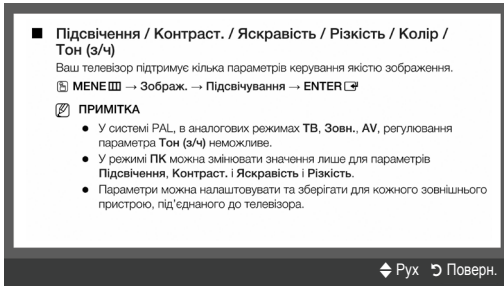 ■ Підсвічення / Контраст. / Яскравість / Різкість / Колір /
Тон (з/ч)
Ваш телевізор підтримує кілька параметрів керування якістю зображення.
MENE → Зображ. → Підсвічування → ENTER
ПРИМІТКА
● У системі PAL, в аналогових режимах ТВ, Зовн., AV, регулювання
параметра Тон (з/ч) неможливе.
● У режимі ПК можна змінювати значення лише для параметрів
Підсвічення, Контраст. і Яскравість і Різкість.
● Параметри можна налаштовувати та зберігати для кожного зовнішнього
пристрою, під'єднаного до телевізора.
Рух Поверн.